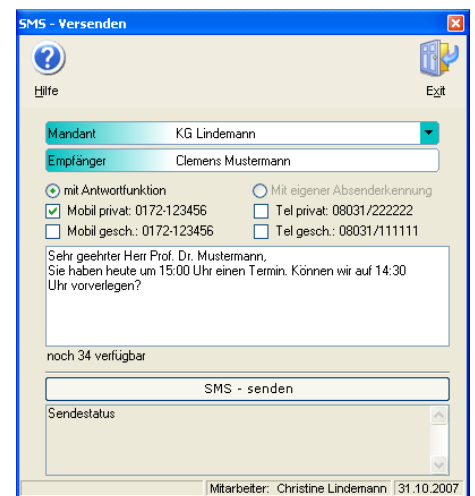 SMS - Versenden
Hilfe
Exit
Mandant KG Lindemann
Empfänger Clemens Mustermann
mit Antwortfunktion Mit eigener Absenderkennung
Mobil privat: 0172-123456 Tel privat: 08031/222222
Mobil gesch.: 0172-123456 Tel gesch.: 08031/111111
Sehr geehrter Herr Prof. Dr. Mustermann,
Sie haben heute um 15:00 Uhr einen Termin. Können wir auf 14:30
Uhr vorverlegen?
noch 34 verfügbar
SMS - senden
Sendestatus
Mitarbeiter: Christine Lindemann 31.10.2007